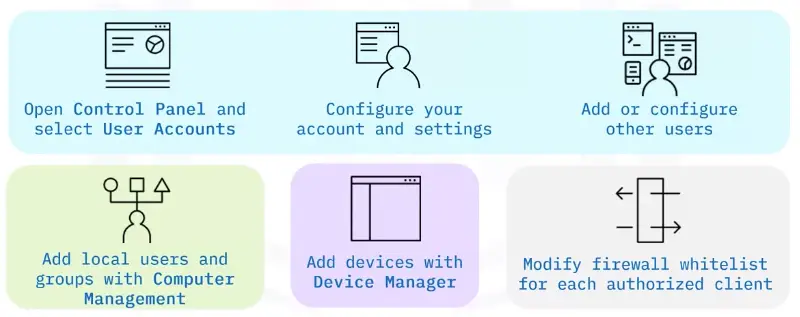 Open Control Panel and
select User Accounts
Configure your
account and settings
Add or configure
other users
Add local users and
groups with Computer
Management
Add devices with
Device Manager
Modify firewall whitelist
for each authorized client